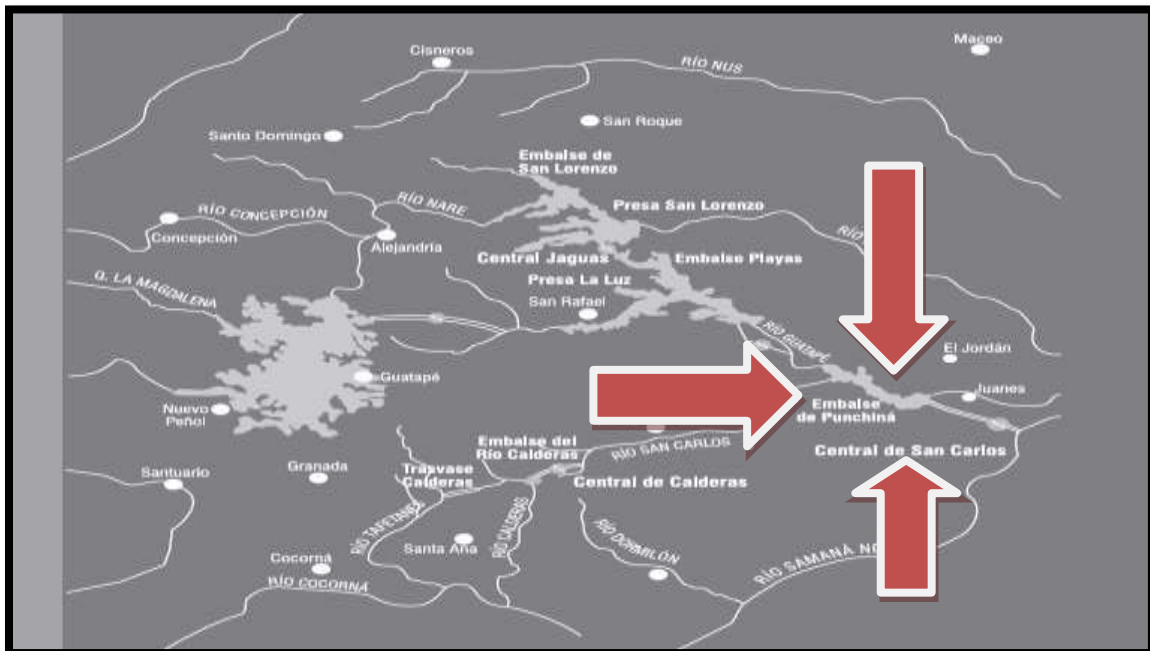 Cisneros
Maceo
RÍO NUS
San Roque
Santo Domingo
Embalse de
San Lorenzo
RÍO NARE
Presa San Lorenzo
RÍO CONCEPCIÓN
Concepción
Alejandría
Central Jaguas
Embalse Playas
RÍO
Q. LA MAGDALENA
Presa La Luz
San Rafael
RÍO GUATAPÉ
El Jordán
Guatapé
Juanes
Nuevo
Peñol
Embalse
de Punchiná
Embalse del
Río Calderas
RÍO SAN CARLOS
Central de San Carlos
Santuario
Granada
Trasvase
Calderas
Central de Calderas
RÍO TAFETANES
RÍO CALDERAS
Santa Aña
RÍO DORMILÓN
Cocorná
RÍO COCORNÁ
RÍO SAMANÁ NO